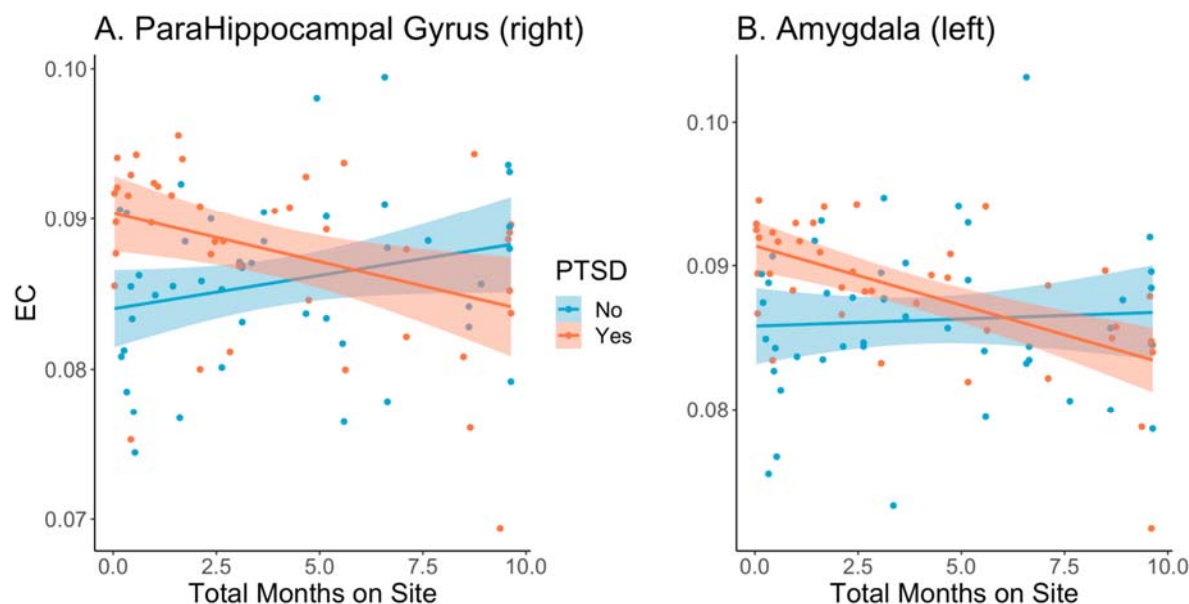 A. ParaHippocampal Gyrus (right)
B. Amygdala (left)
0.10
0.09
0.08
0.07
EC
0.0
2.5
5.0
7.5
10.0
Total Months on Site
PTSD
No
Yes
0.10
0.09
0.08
0.0
2.5
5.0
7.5
10.0
Total Months on Site